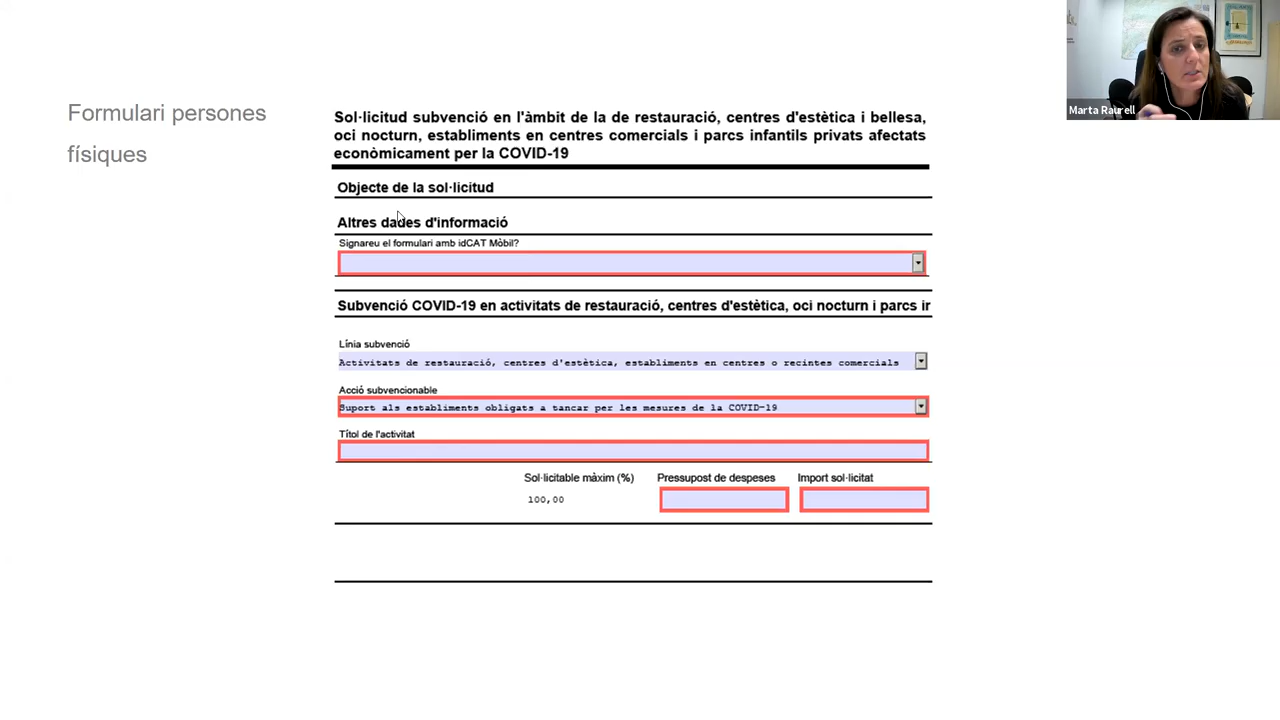 Formulari persones
físiques
Sol·licitud subvenció en l'àmbit de la de restauració, centres d'estètica i bellesa,
oci nocturn, establiments en centres comercials i parcs infantils privats afectats
econòmicament per la COVID-19
Objecte de la sol·licitud
Altres dades d'informació
Signareu el formulari amb idCAT Mòbil?
Subvenció COVID-19 en activitats de restauració, centres d'estètica, oci nocturn i parcs ir
Línia subvenció
Activitats de restauració, centres d'estètica, establiments en centres o recintes comercials
Acció subvencionable
Suport als establiments obligats a tancar per les mesures de la COVID-19
Títol de l'activitat
Sol·licitable màxim (%) Pressupost de despeses Import sol·licitat
100,00
Marta Raurell